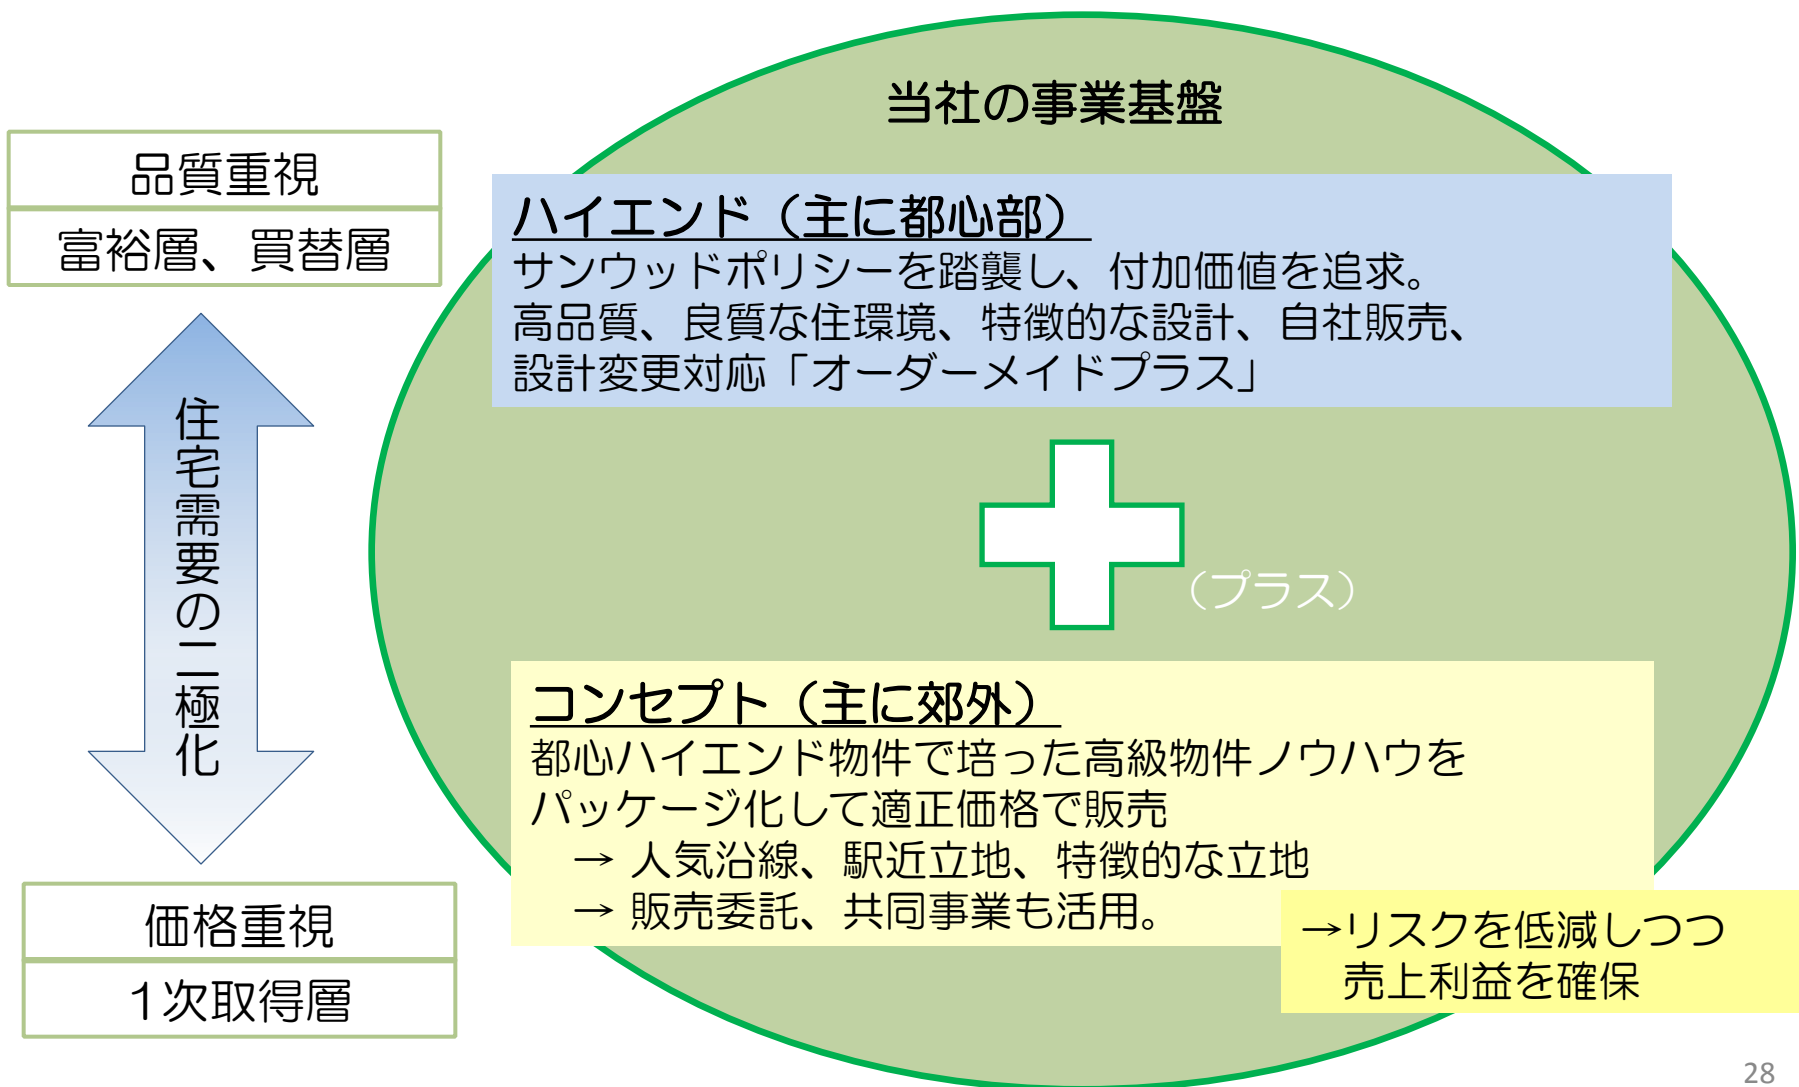 当社の事業基盤
品質重視
富裕層、買替層
住宅需要の二極化
価格重視
1次取得層
ハイエンド（主に都心部）
サンウッドポリシーを踏襲し、付加価値を追求。
高品質、良質な住環境、特徴的な設計、自社販売、
設計変更対応「オーダーメイドプラス」
（プラス）
コンセプト（主に郊外）
都心ハイエンド物件で培った高級物件ノウハウを
パッケージ化して適正価格で販売
→ 人気沿線、駅近立地、特徴的な立地
→ 販売委託、共同事業も活用。
→リスクを低減しつつ
売上利益を確保
28